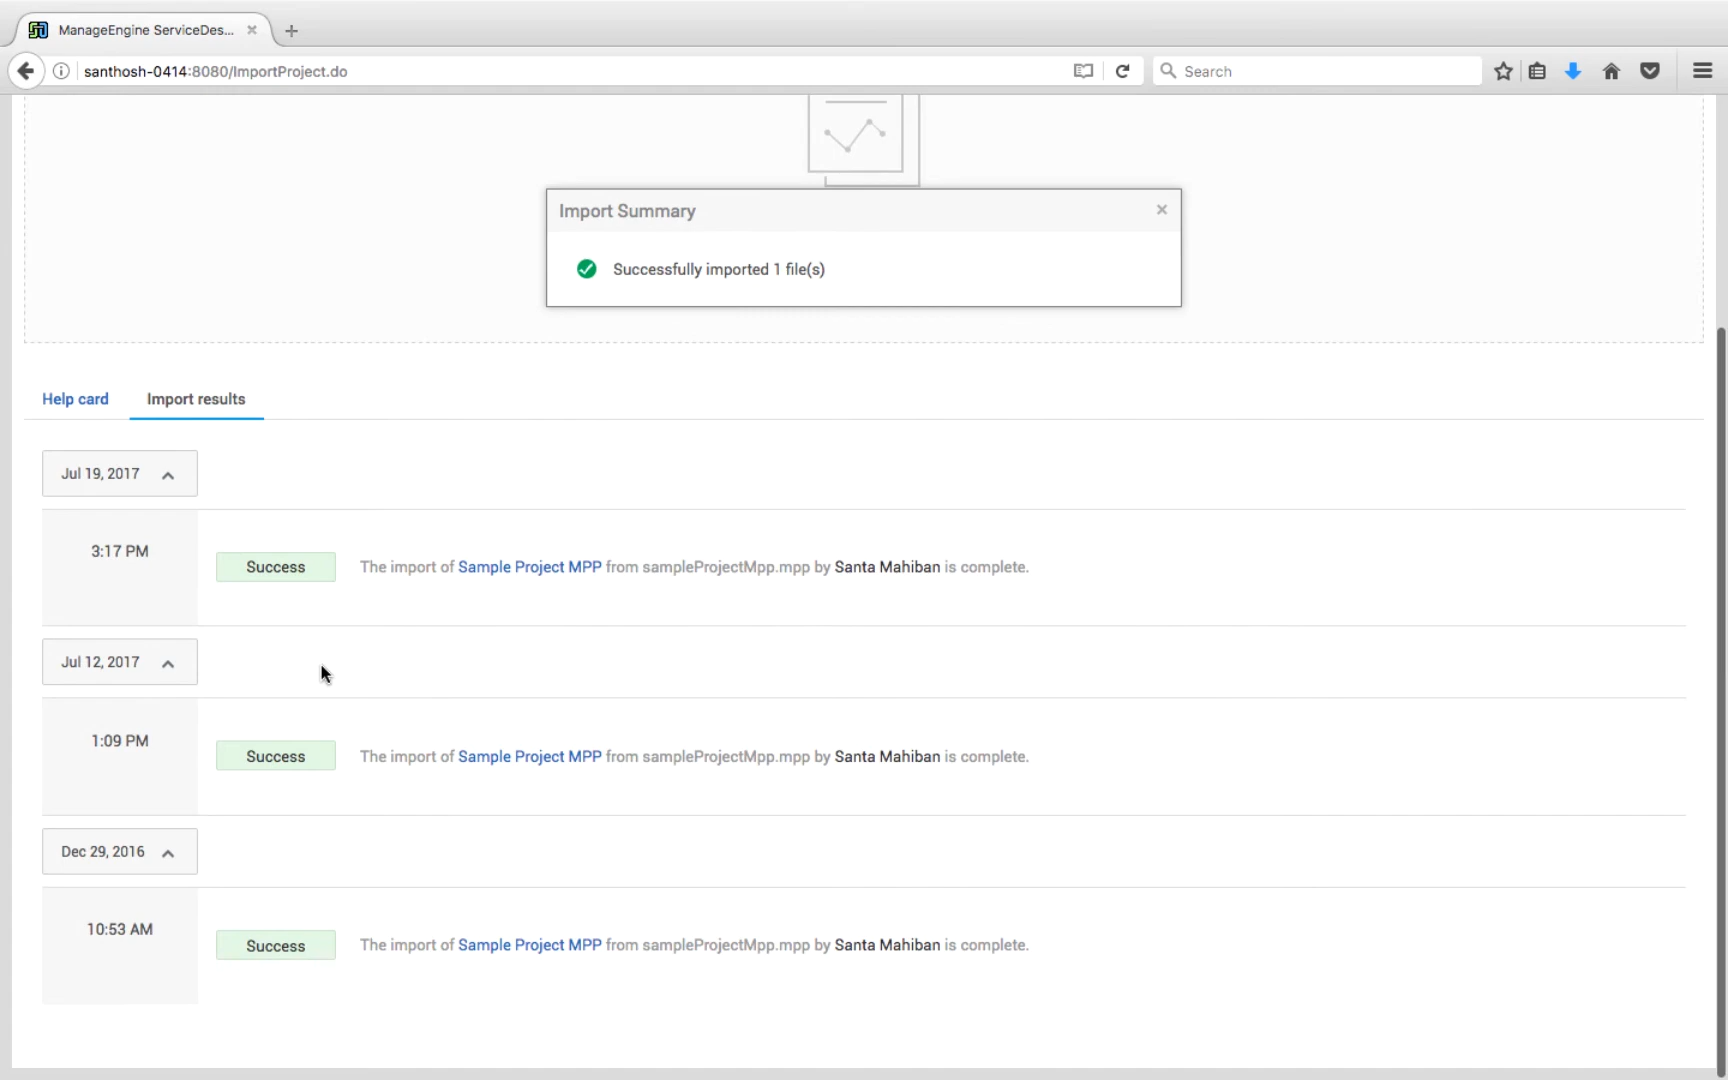 ManageEngine ServiceDes...
santhosh-0414:8080/ImportProject.do
Search
Import Summary
Successfully imported 1 file(s)
Help card
Import results
Jul 19, 2017
3:17 PM
Success
The import of Sample Project MPP from sampleProjectMpp.mpp by Santa Mahiban is complete.
Jul 12, 2017
1:09 PM
Success
The import of Sample Project MPP from sampleProjectMpp.mpp by Santa Mahiban is complete.
Dec 29, 2016
10:53 AM
Success
The import of Sample Project MPP from sampleProjectMpp.mpp by Santa Mahiban is complete.